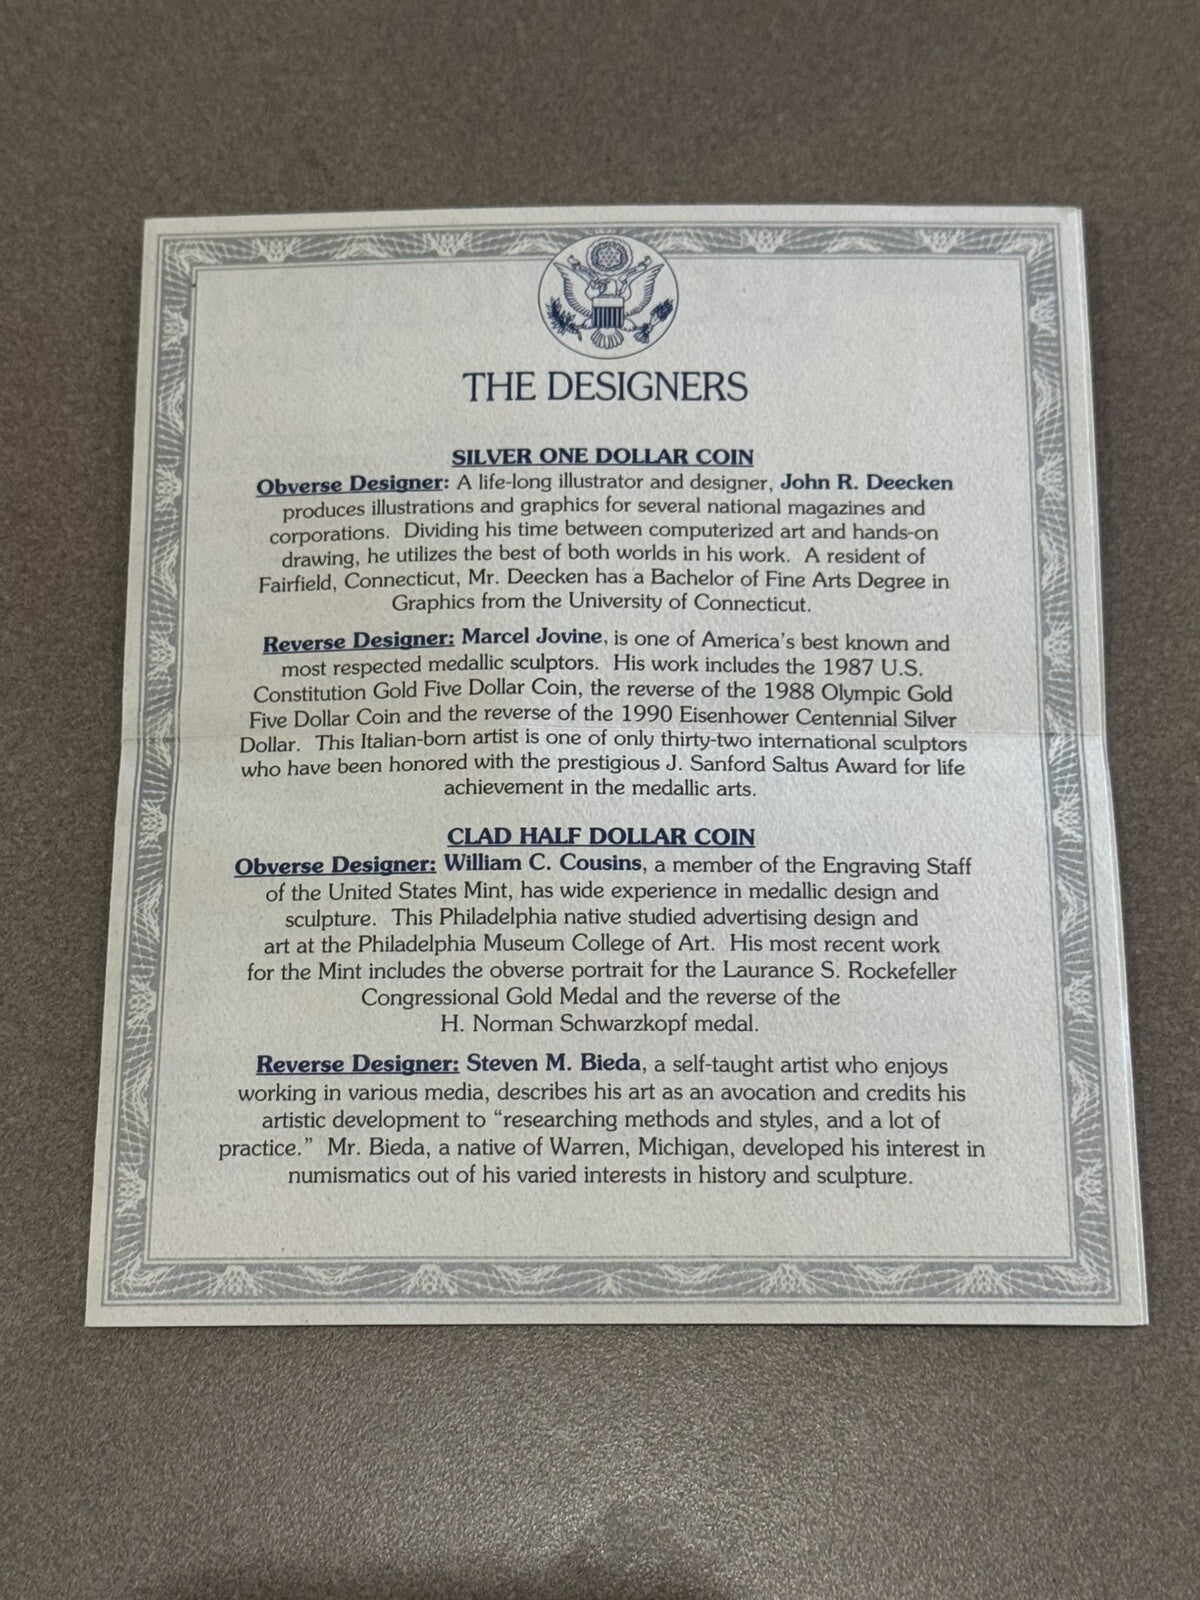 THE DESIGNERS
SILVER ONE DOLLAR COIN
Obverse Designer: A life-long illustrator and designer, John R. Deecken
produces illustrations and graphics for several national magazines and
corporations. Dividing his time between computerized art and hands-on
drawing, he utilizes the best of both worlds in his work. A resident of
Fairfield, Connecticut, Mr. Deecken has a Bachelor of Fine Arts Degree in
Graphics from the University of Connecticut.
Reverse Designer: Marcel Jovine, is one of America's best known and
most respected medallic sculptors. His work includes the 1987 U.S.
Constitution Gold Five Dollar Coin, the reverse of the 1988 Olympic Gold
Five Dollar Coin and the reverse of the 1990 Eisenhower Centennial Silver
Dollar. This Italian-born artist is one of only thirty-two international sculptors
who have been honored with the prestigious J. Sanford Saltus Award for life
achievement in the medallic arts.
CLAD HALF DOLLAR COIN
Obverse Designer: William C. Cousins, a member of the Engraving Staff
of the United States Mint, has wide experience in medallic design and
sculpture. This Philadelphia native studied advertising design and
art at the Philadelphia Museum College of Art. His most recent work
for the Mint includes the obverse portrait for the Laurance S. Rockefeller
Congressional Gold Medal and the reverse of the
H. Norman Schwarzkopf medal.
Reverse Designer: Steven M. Bieda, a self-taught artist who enjoys
working in various media, describes his art as an avocation and credits his
artistic development to “researching methods and styles, and a lot of
practice.” Mr. Bieda, a native of Warren, Michigan, developed his interest in
numismatics out of his varied interests in history and sculpture.